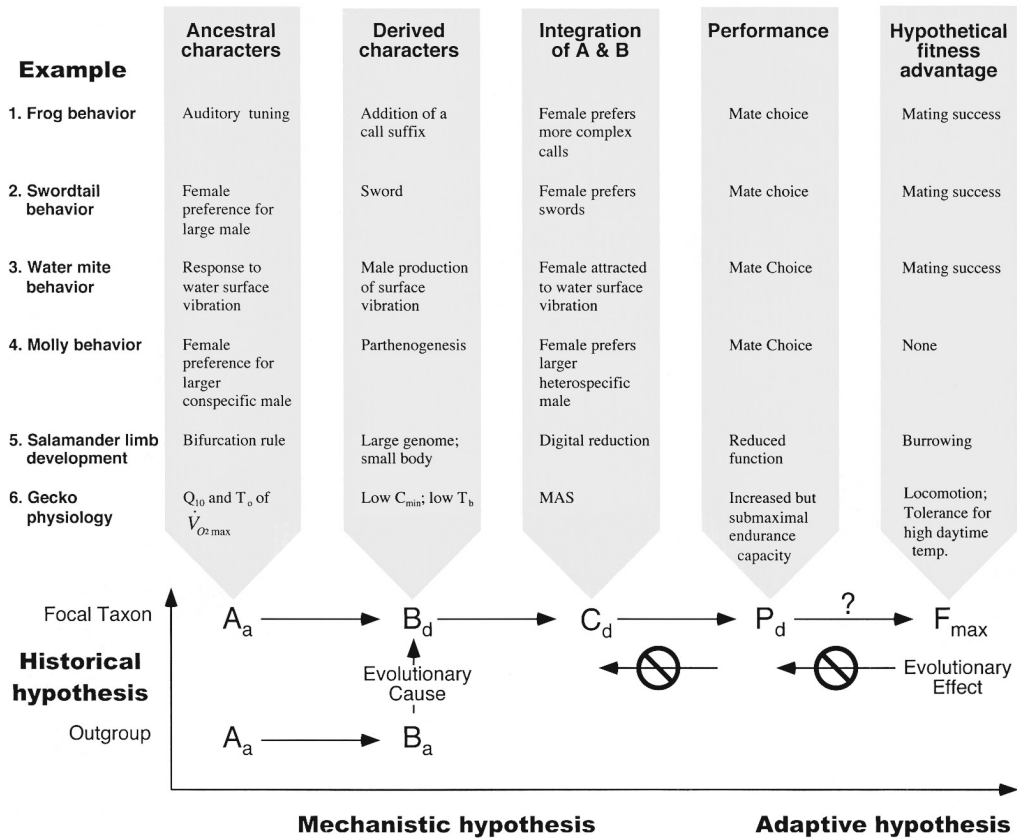 Example
Ancestral
characters
Derived
characters
Integration
of A & B
Performance
Hypothetical
fitness
advantage
1. Frog behavior
Auditory tuning
Addition of a
call suffix
Female prefers
more complex
calls
Mate choice
Mating success
2. Swordtail
behavior
Female
preference for
large male
Sword
Female prefers
swords
Mate choice
Mating success
3. Water mite
behavior
Response to
water surface
vibration
Male production
of surface
vibration
Female attracted
to water surface
vibration
Mate Choice
Mating success
4. Molly behavior
Female
preference for
larger
conspecific male
Parthenogenesis
Female prefers
larger
heterospecific
male
Mate Choice
None
5. Salamander limb
development
Bifurcation rule
Large genome;
small body
Digital reduction
Reduced
function
Burrowing
6. Gecko
physiology
Q10 and To of
V̇O2 max
Low Cmin; low Tb
MAS
Increased but
submaximal
endurance
capacity
Locomotion;
Tolerance for
high daytime
temp.
Focal Taxon
Aa
Bd
Cd
Pd
?
Fmax
Historical
hypothesis
Evolutionary
Cause
Evolutionary
Effect
Outgroup
Aa
Ba
Mechanistic hypothesis
Adaptive hypothesis